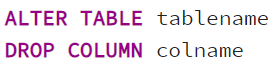 ALTER TABLE tablename
DROP COLUMN colname